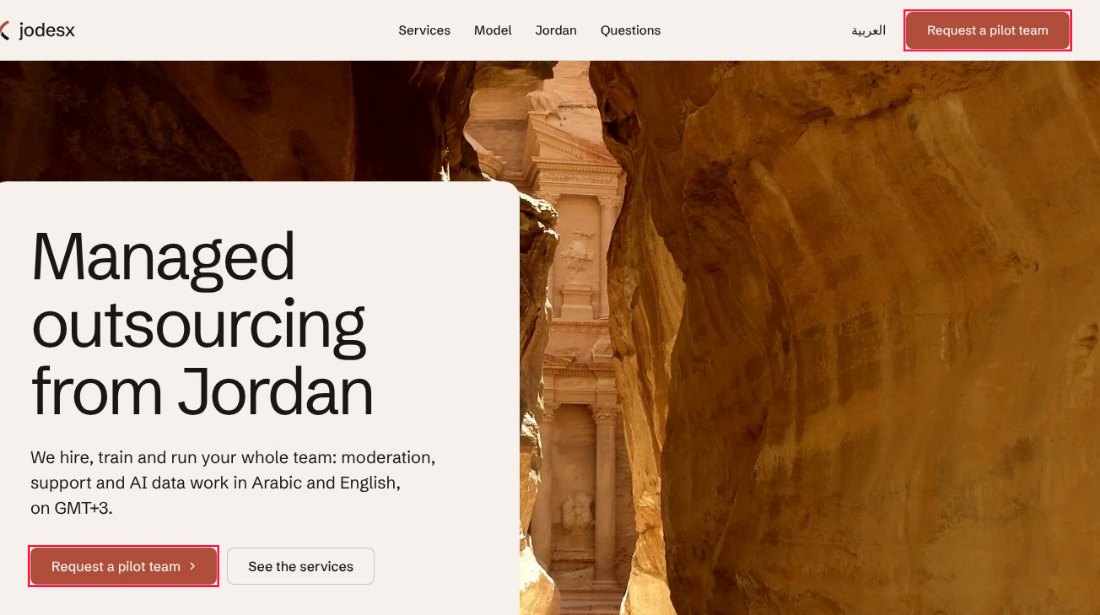 jodesx
Services Model Jordan Questions
العربية
Request a pilot team
Managed
outsourcing
from Jordan
We hire, train and run your whole team: moderation,
support and AI data work in Arabic and English,
on GMT+3.
Request a pilot team
See the services